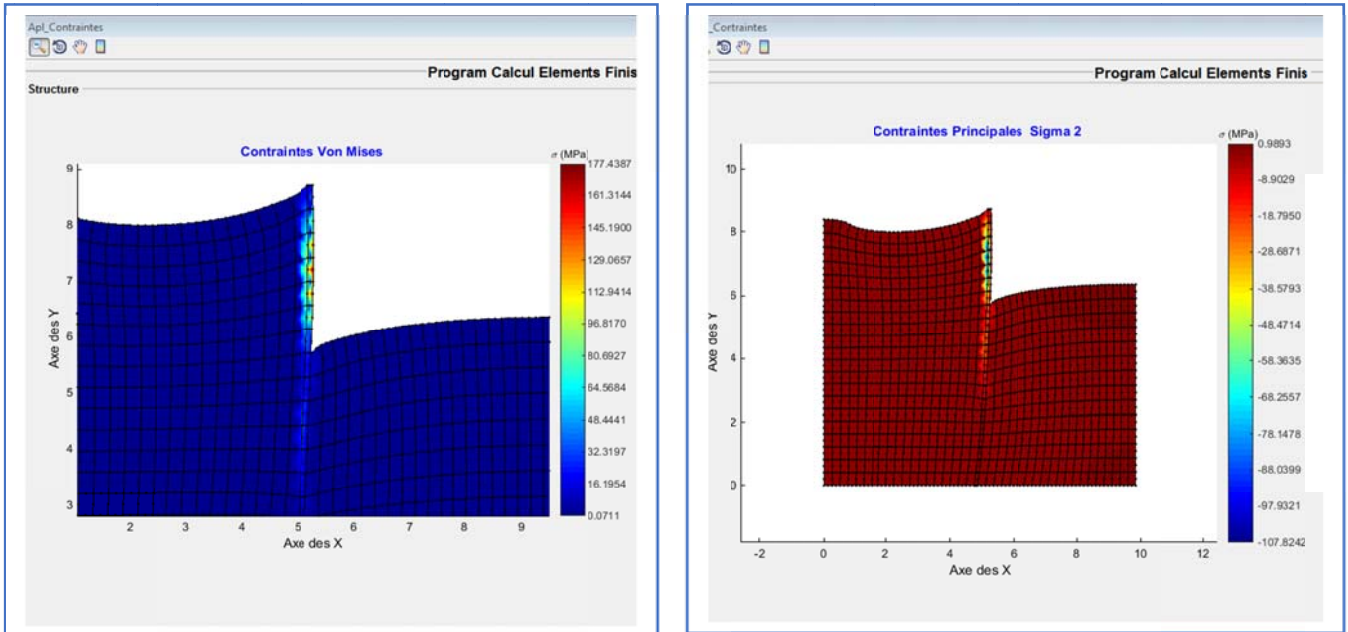 Apl_Contraintes
Program Calcul Elements Finis
Structure
Contraintes Von Mises
σ (MPa)
177.4387
161.3144
145.1900
129.0657
112.9414
96.8170
80.6927
64.5684
48.4441
32.3197
16.1954
0.0711
9
8
7
6
5
4
3
Axe des Y
2 3 4 5 6 7 8 9
Axe des X
_Contraintes
Program Calcul Elements Finis
Contraintes Principales Sigma 2
σ (MPa)
0.9893
-8.9029
-18.7950
-28.6871
-38.5793
-48.4714
-58.3635
-68.2557
-78.1478
-88.0399
-97.9321
-107.8242
10
8
6
4
2
0
Axe des Y
-2 0 2 4 6 8 10 12
Axe des X